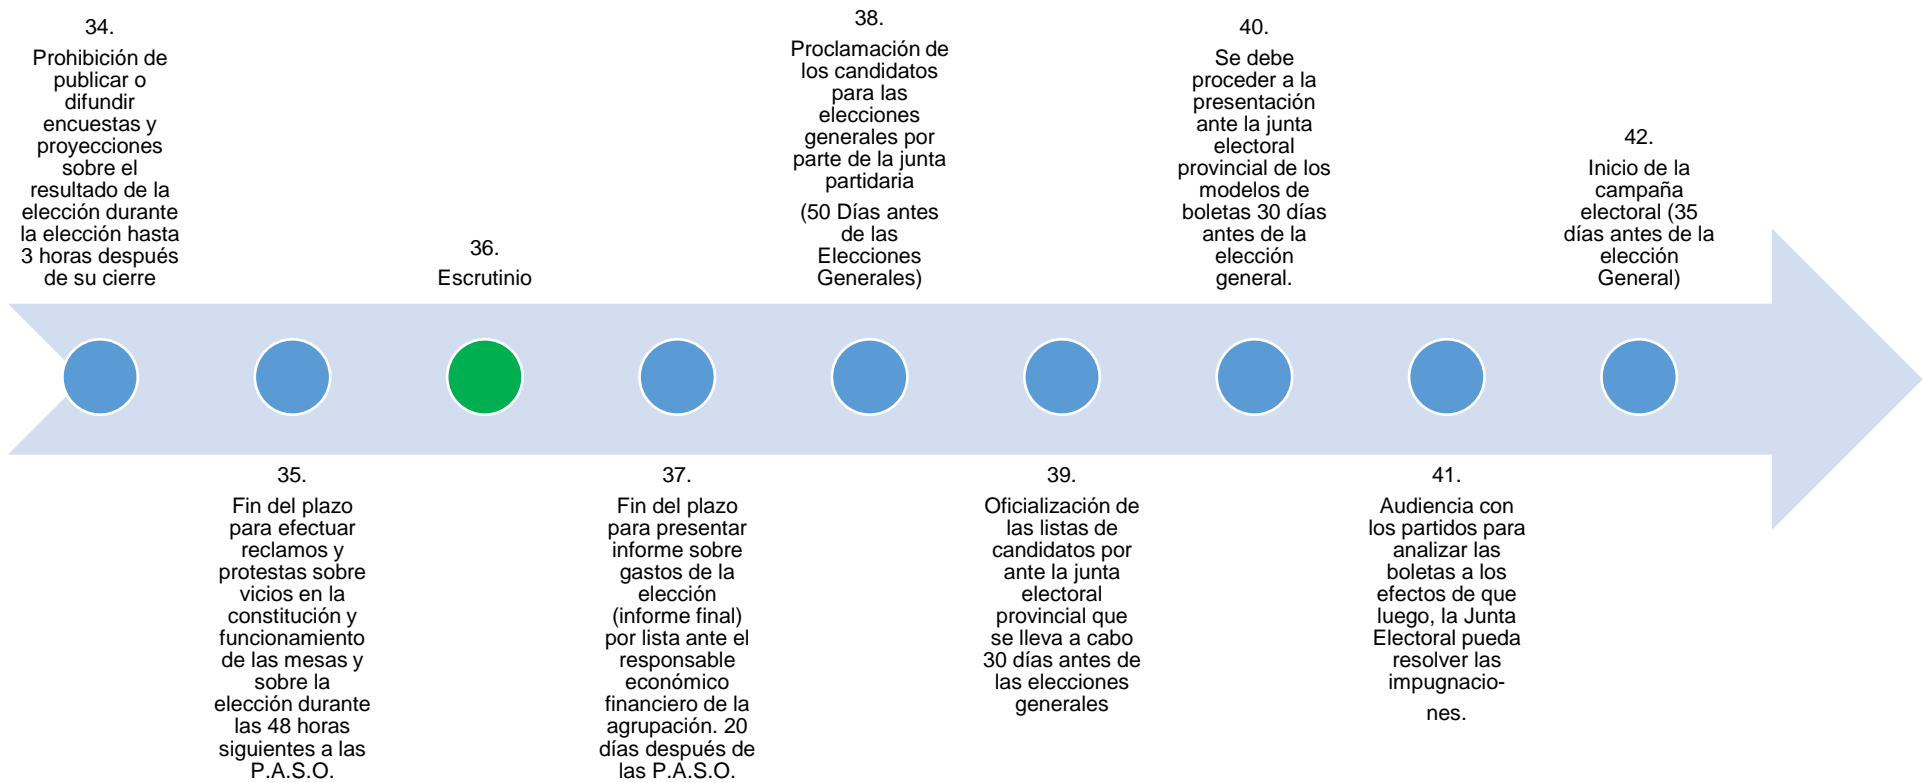 34.
Prohibición de
publicar o
difundir
encuestas y
proyecciones
sobre el
resultado de la
elección durante
la elección hasta
3 horas después
de su cierre
35.
Fin del plazo
para efectuar
reclamos y
protestas sobre
vicios en la
constitución y
funcionamiento
de las mesas y
sobre la
elección durante
las 48 horas
siguientes a las
P.A.S.O.
36.
Escrutinio
37.
Fin del plazo
para presentar
informe sobre
gastos de la
elección
(informe final)
por lista ante el
responsable
económico
financiero de la
agrupación. 20
días después de
las P.A.S.O.
38.
Proclamación de
los candidatos
para las
elecciones
generales por
parte de la junta
partidaria
(50 Días antes
de las
Elecciones
Generales)
39.
Oficialización de
las listas de
candidatos por
ante la junta
electoral
provincial que
se lleva a cabo
30 días antes de
las elecciones
generales
40.
Se debe
proceder a la
presentación
ante la junta
electoral
provincial de los
modelos de
boletas 30 días
antes de la
elección
general.
41.
Audiencia con
los partidos para
analizar las
boletas a los
efectos de que
luego, la Junta
Electoral pueda
resolver las
impugnacio-
nes.
42.
Inicio de la
campaña
electoral (35
días antes de la
elección
General)